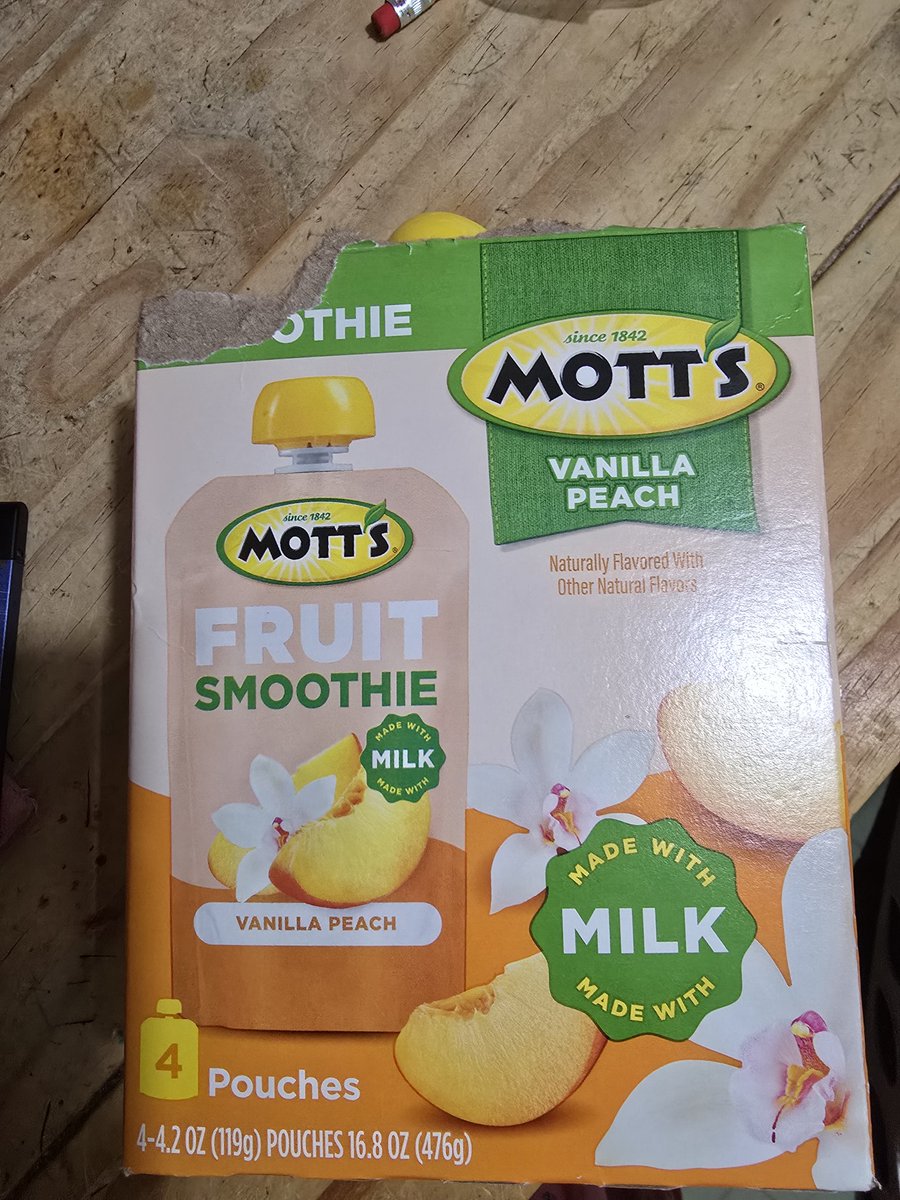 OTHIE
since 1842
MOTT'S®
VANILLA
PEACH
Naturally Flavored With
Other Natural Flavors
since 1842
MOTT'S®
FRUIT
SMOOTHIE
MADE WITH
MILK
MADE WITH
VANILLA PEACH
MADE WITH
MILK
MADE WITH
4
Pouches
4-4.2 OZ (119g) POUCHES 16.8 OZ (476g)